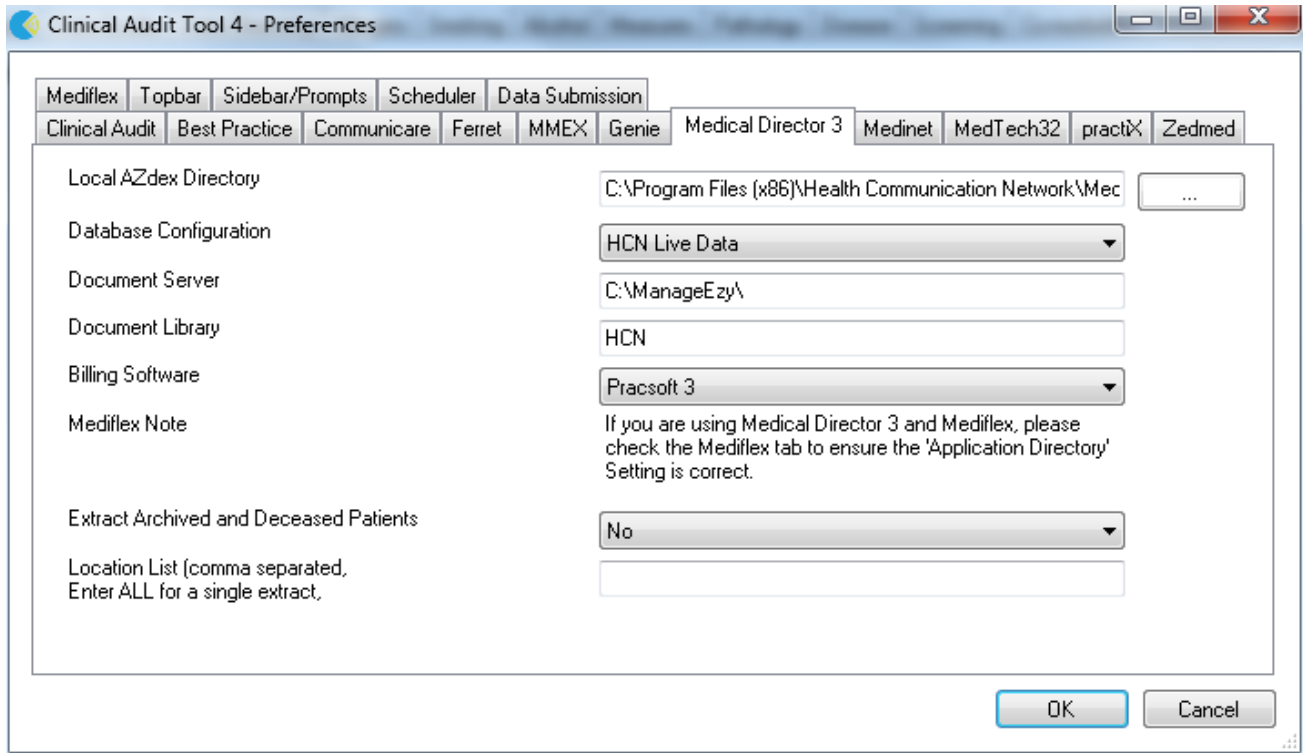 Clinical Audit Tool 4 - Preferences
Mediflex Topbar Sidebar/Prompts Scheduler Data Submission
Clinical Audit Best Practice Communicare Ferret MMEX Genie Medical Director 3 Medinet MedTech32 practiX Zedmed
Local AZdex Directory
C:\Program Files (x86)\Health Communication Network\Mec
...
Database Configuration
HCN Live Data
Document Server
C:\ManageEzy\
Document Library
HCN
Billing Software
Pracsoft 3
Mediflex Note
If you are using Medical Director 3 and Mediflex, please
check the Mediflex tab to ensure the 'Application Directory'
Setting is correct.
Extract Archived and Deceased Patients
No
Location List (comma separated,
Enter ALL for a single extract,
OK Cancel